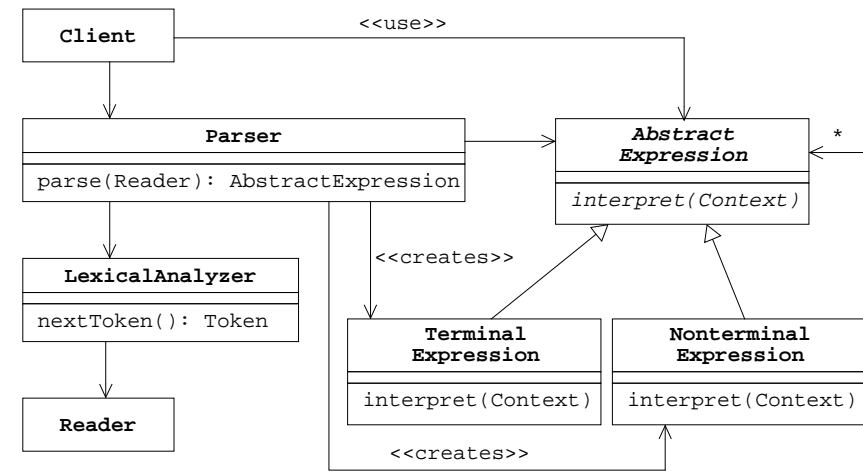 <<use>>
Client
Parser
parse(Reader): AbstractExpression
Abstract
Expression
*
interpret(Context)
<<creates>>
LexicalAnalyzer
nextToken(): Token
Terminal
Expression
interpret(Context)
Nonterminal
Expression
interpret(Context)
Reader
<<creates>>